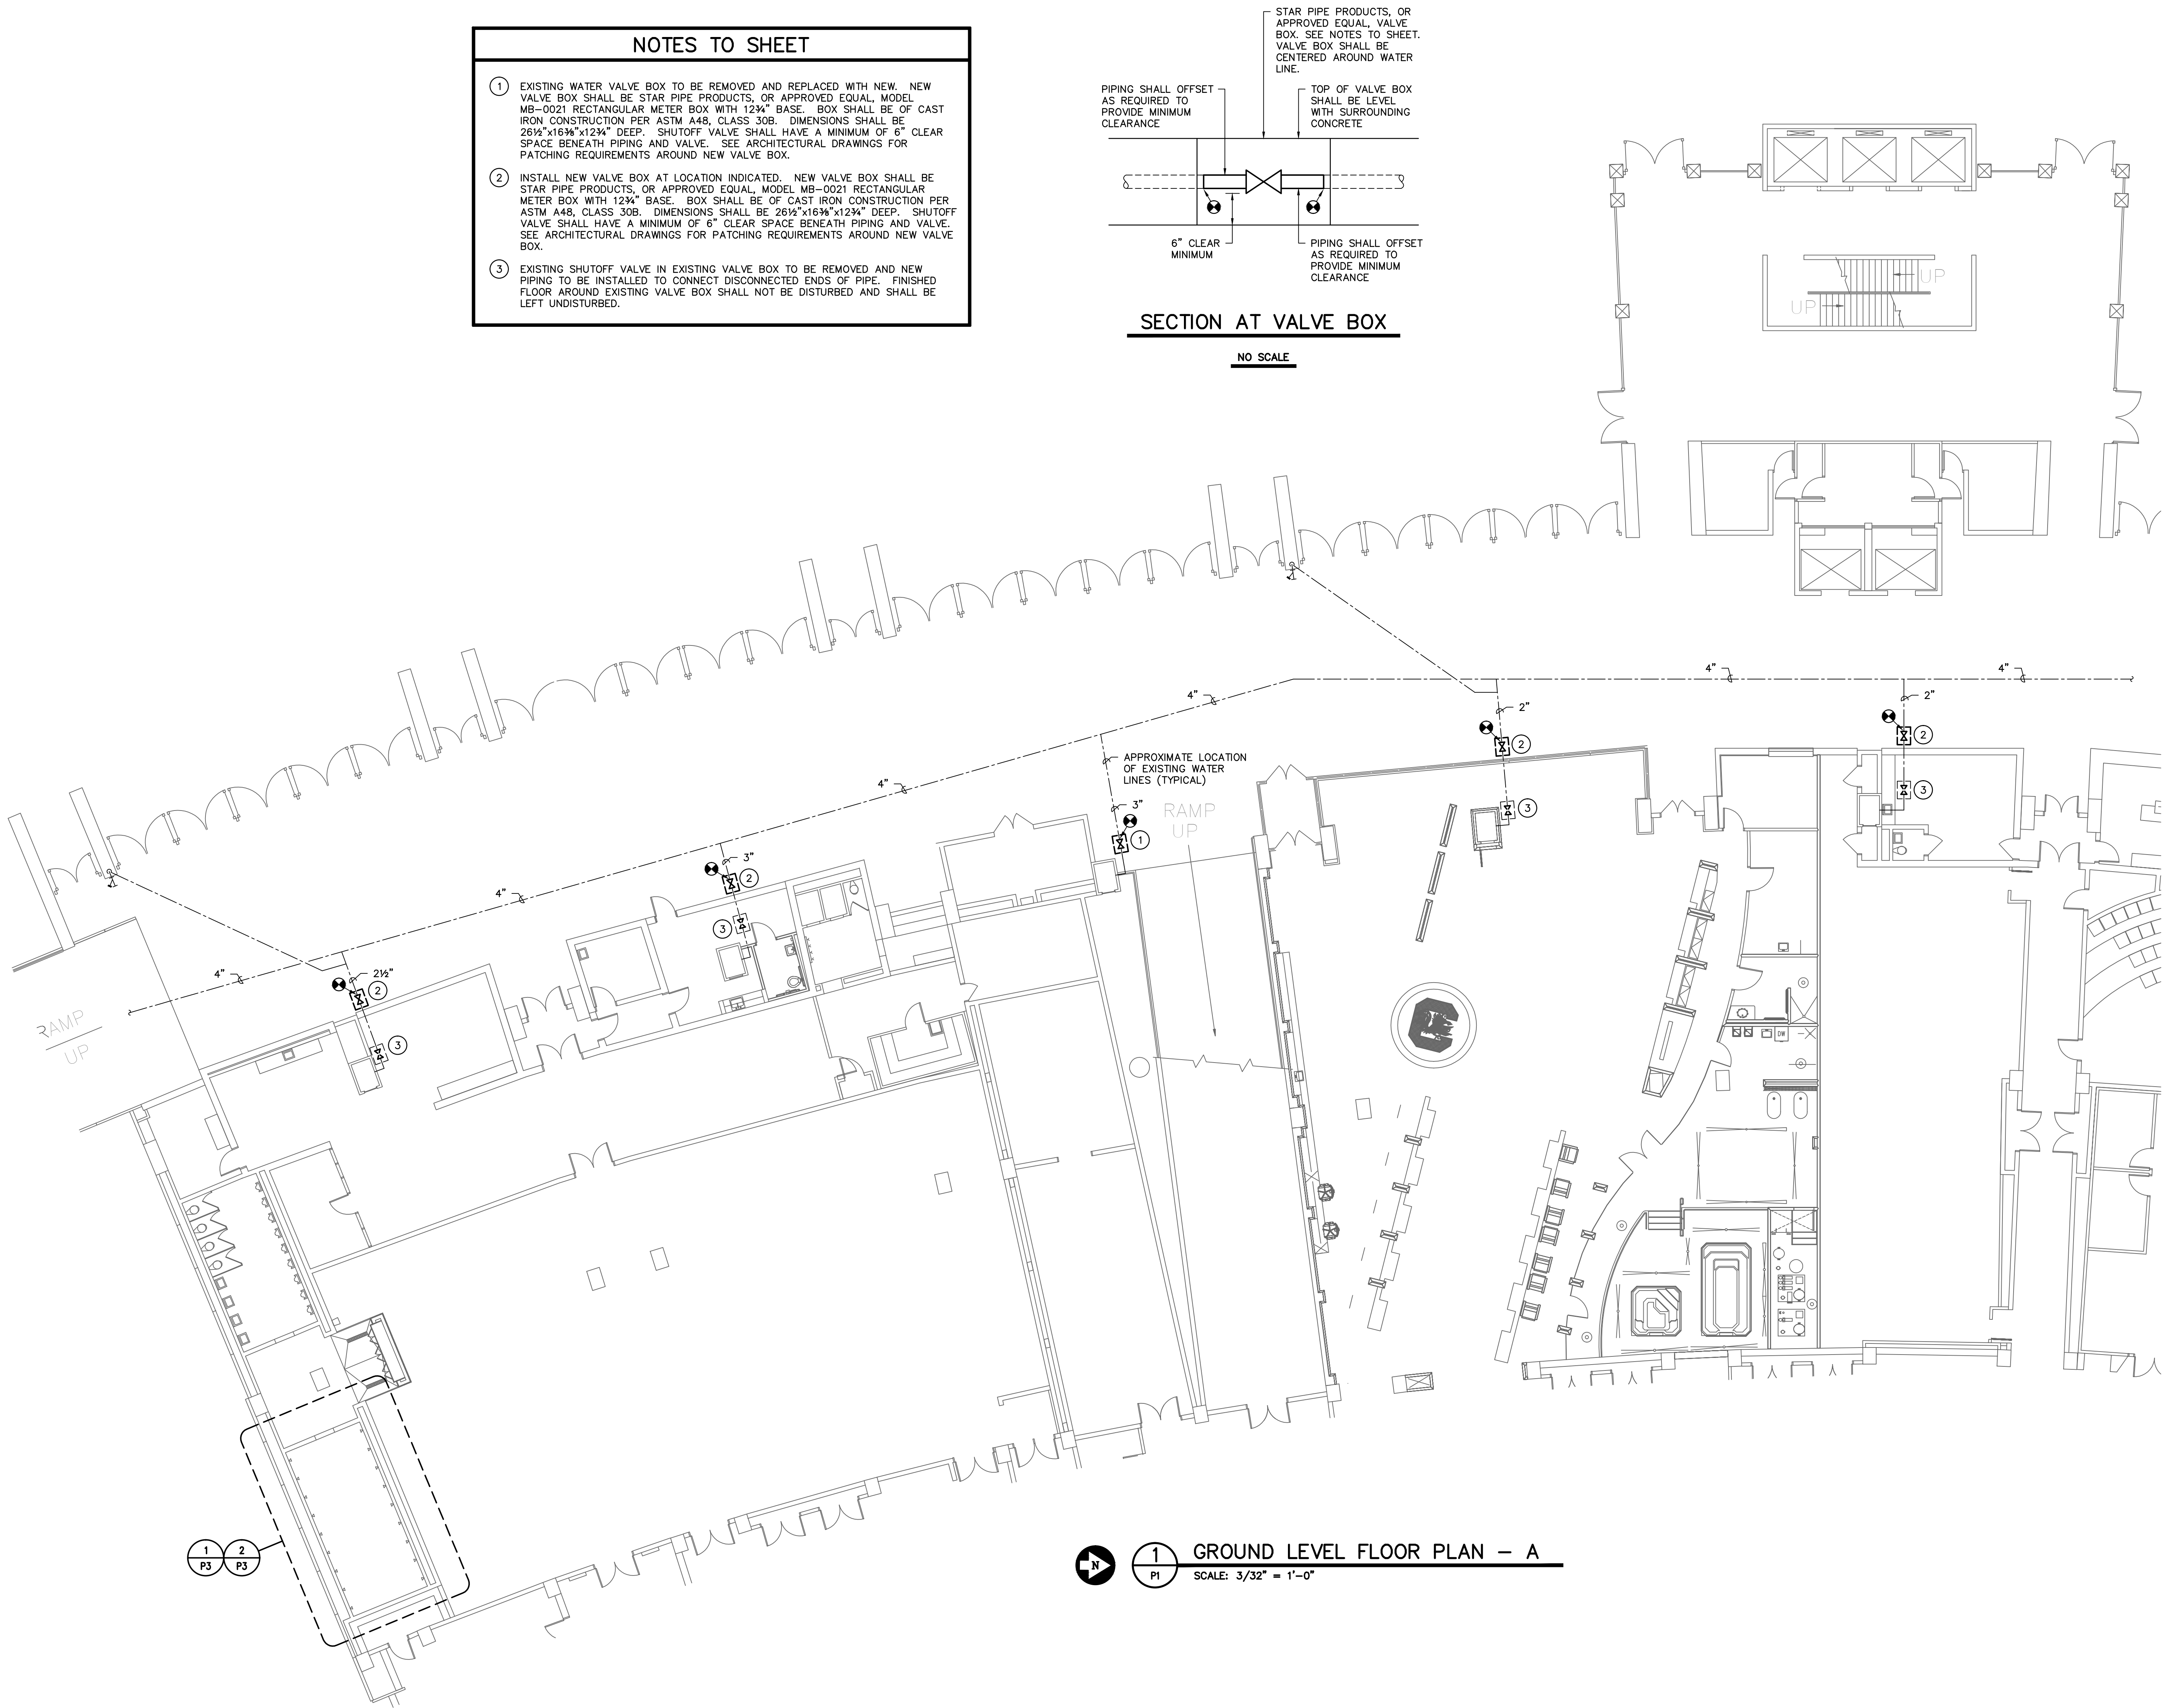 NOTES TO SHEET
1 EXISTING WATER VALVE BOX TO BE REMOVED AND REPLACED WITH NEW. NEW
VALVE BOX SHALL BE STAR PIPE PRODUCTS, OR APPROVED EQUAL, MODEL
MB-0021 RECTANGULAR METER BOX WITH 12¾" BASE. BOX SHALL BE OF CAST
IRON CONSTRUCTION PER ASTM A48, CLASS 30B. DIMENSIONS SHALL BE
26½"x16⅜"x12¾" DEEP. SHUTOFF VALVE SHALL HAVE A MINIMUM OF 6" CLEAR
SPACE BENEATH PIPING AND VALVE. SEE ARCHITECTURAL DRAWINGS FOR
PATCHING REQUIREMENTS AROUND NEW VALVE BOX.
2 INSTALL NEW VALVE BOX AT LOCATION INDICATED. NEW VALVE BOX SHALL BE
STAR PIPE PRODUCTS, OR APPROVED EQUAL, MODEL MB-0021 RECTANGULAR
METER BOX WITH 12¾" BASE. BOX SHALL BE OF CAST IRON CONSTRUCTION PER
ASTM A48, CLASS 30B. DIMENSIONS SHALL BE 26½"x16⅜"x12¾" DEEP. SHUTOFF
VALVE SHALL HAVE A MINIMUM OF 6" CLEAR SPACE BENEATH PIPING AND VALVE.
SEE ARCHITECTURAL DRAWINGS FOR PATCHING REQUIREMENTS AROUND NEW VALVE
BOX.
3 EXISTING SHUTOFF VALVE IN EXISTING VALVE BOX TO BE REMOVED AND NEW
PIPING TO BE INSTALLED TO CONNECT DISCONNECTED ENDS OF PIPE. FINISHED
FLOOR AROUND EXISTING VALVE BOX SHALL NOT BE DISTURBED AND SHALL BE
LEFT UNDISTURBED.
STAR PIPE PRODUCTS, OR
APPROVED EQUAL, VALVE
BOX. SEE NOTES TO SHEET.
VALVE BOX SHALL BE
CENTERED AROUND WATER
LINE.
PIPING SHALL OFFSET
AS REQUIRED TO
PROVIDE MINIMUM
CLEARANCE
TOP OF VALVE BOX
SHALL BE LEVEL
WITH SURROUNDING
CONCRETE
6" CLEAR
MINIMUM
PIPING SHALL OFFSET
AS REQUIRED TO
PROVIDE MINIMUM
CLEARANCE
SECTION AT VALVE BOX
NO SCALE
UP
UP
4"
4"
4"
2"
2"
2
2
APPROXIMATE LOCATION
OF EXISTING WATER
LINES (TYPICAL)
4"
3"
RAMP
UP
3
3
1
3"
2
4"
3
4"
2½"
2
3
RAMP
UP
DW
1
P3
2
P3
N
1
P1
GROUND LEVEL FLOOR PLAN - A
SCALE: 3/32" = 1'-0"